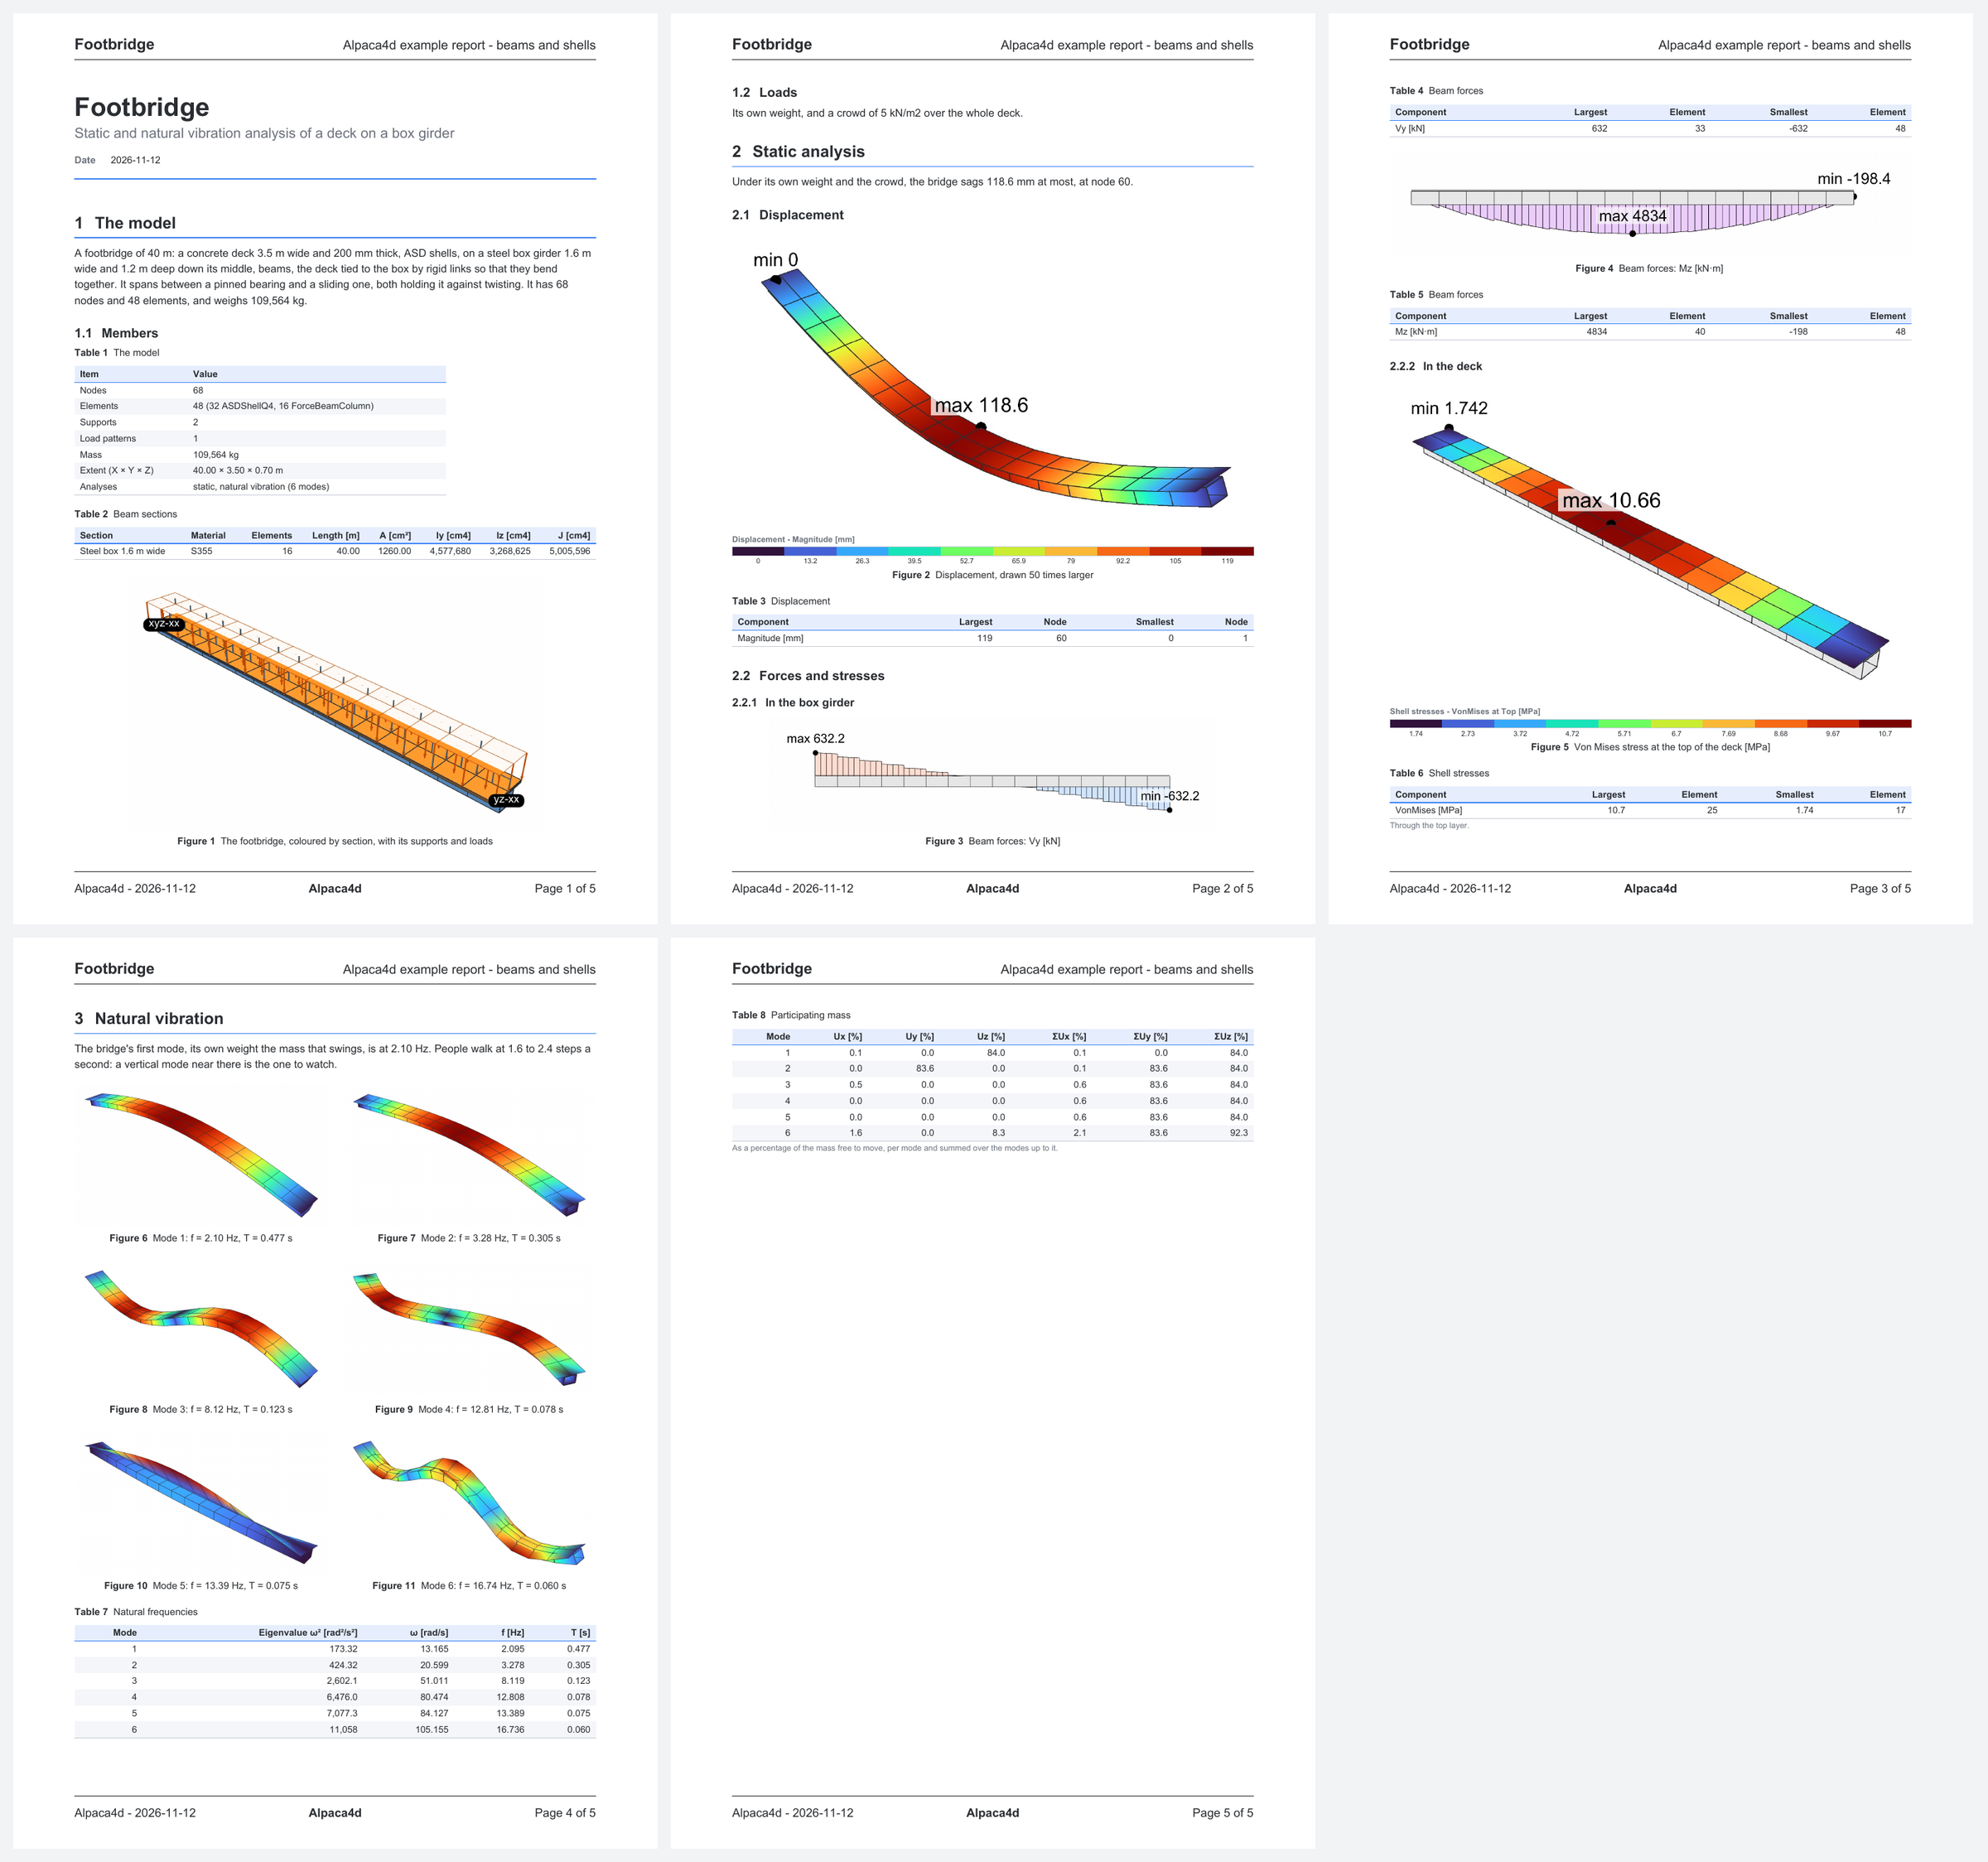 Footbridge Alpaca4d example report - beams and shells
Footbridge
Static and natural vibration analysis of a deck on a box girder
Date 2026-11-12
1 The model
A footbridge of 40 m: a concrete deck 3.5 m wide and 200 mm thick, ASD shells, on a steel box girder 1.6 m
wide and 1.2 m deep down its middle, beams, the deck tied to the box by rigid links so that they bend
together. It spans between a pinned bearing and a sliding one, both holding it against twisting. It has 68
nodes and 48 elements, and weighs 109,564 kg.
1.1 Members
Table 1 The model
Item Value
Nodes 68
Elements 48 (32 ASDShellQ4, 16 ForceBeamColumn)
Supports 2
Load patterns 1
Mass 109,564 kg
Extent (X × Y × Z) 40.00 × 3.50 × 0.70 m
Analyses static, natural vibration (6 modes)
Table 2 Beam sections
Section Material Elements Length [m] A [cm²] Iy [cm4] Iz [cm4] J [cm4]
Steel box 1.6 m wide S355 16 40.00 1260.00 4,577,680 3,268,625 5,005,596
xyz-xx
yz-xx
Figure 1 The footbridge, coloured by section, with its supports and loads
Alpaca4d - 2026-11-12 Alpaca4d Page 1 of 5
Footbridge Alpaca4d example report - beams and shells
1.2 Loads
Its own weight, and a crowd of 5 kN/m2 over the whole deck.
2 Static analysis
Under its own weight and the crowd, the bridge sags 118.6 mm at most, at node 60.
2.1 Displacement
min 0
max 118.6
Displacement - Magnitude [mm]
0 13.2 26.3 39.5 52.7 65.9 79 92.2 105 119
Figure 2 Displacement, drawn 50 times larger
Table 3 Displacement
Component Largest Node Smallest Node
Magnitude [mm] 119 60 0 1
2.2 Forces and stresses
2.2.1 In the box girder
max 632.2
min -632.2
Figure 3 Beam forces: Vy [kN]
Alpaca4d - 2026-11-12 Alpaca4d Page 2 of 5
Footbridge Alpaca4d example report - beams and shells
Table 4 Beam forces
Component Largest Element Smallest Element
Vy [kN] 632 33 -632 48
min -198.4
max 4834
Figure 4 Beam forces: Mz [kN·m]
Table 5 Beam forces
Component Largest Element Smallest Element
Mz [kN·m] 4834 40 -198 48
2.2.2 In the deck
min 1.742
max 10.66
Shell stresses - VonMises at Top [MPa]
1.74 2.73 3.72 4.72 5.71 6.7 7.69 8.68 9.67 10.7
Figure 5 Von Mises stress at the top of the deck [MPa]
Table 6 Shell stresses
Component Largest Element Smallest Element
VonMises [MPa] 10.7 25 1.74 17
Through the top layer.
Alpaca4d - 2026-11-12 Alpaca4d Page 3 of 5
Footbridge Alpaca4d example report - beams and shells
3 Natural vibration
The bridge's first mode, its own weight the mass that swings, is at 2.10 Hz. People walk at 1.6 to 2.4 steps a
second: a vertical mode near there is the one to watch.
Figure 6 Mode 1: f = 2.10 Hz, T = 0.477 s
Figure 7 Mode 2: f = 3.28 Hz, T = 0.305 s
Figure 8 Mode 3: f = 8.12 Hz, T = 0.123 s
Figure 9 Mode 4: f = 12.81 Hz, T = 0.078 s
Figure 10 Mode 5: f = 13.39 Hz, T = 0.075 s
Figure 11 Mode 6: f = 16.74 Hz, T = 0.060 s
Table 7 Natural frequencies
Mode Eigenvalue ω² [rad²/s²] ω [rad/s] f [Hz] T [s]
1 173.32 13.165 2.095 0.477
2 424.32 20.599 3.278 0.305
3 2,602.1 51.011 8.119 0.123
4 6,476.0 80.474 12.808 0.078
5 7,077.3 84.127 13.389 0.075
6 11,058 105.155 16.736 0.060
Alpaca4d - 2026-11-12 Alpaca4d Page 4 of 5
Footbridge Alpaca4d example report - beams and shells
Table 8 Participating mass
Mode Ux [%] Uy [%] Uz [%] ΣUx [%] ΣUy [%] ΣUz [%]
1 0.1 0.0 84.0 0.1 0.0 84.0
2 0.0 83.6 0.0 0.1 83.6 84.0
3 0.5 0.0 0.0 0.6 83.6 84.0
4 0.0 0.0 0.0 0.6 83.6 84.0
5 0.0 0.0 0.0 0.6 83.6 84.0
6 1.6 0.0 8.3 2.1 83.6 92.3
As a percentage of the mass free to move, per mode and summed over the modes up to it.
Alpaca4d - 2026-11-12 Alpaca4d Page 5 of 5